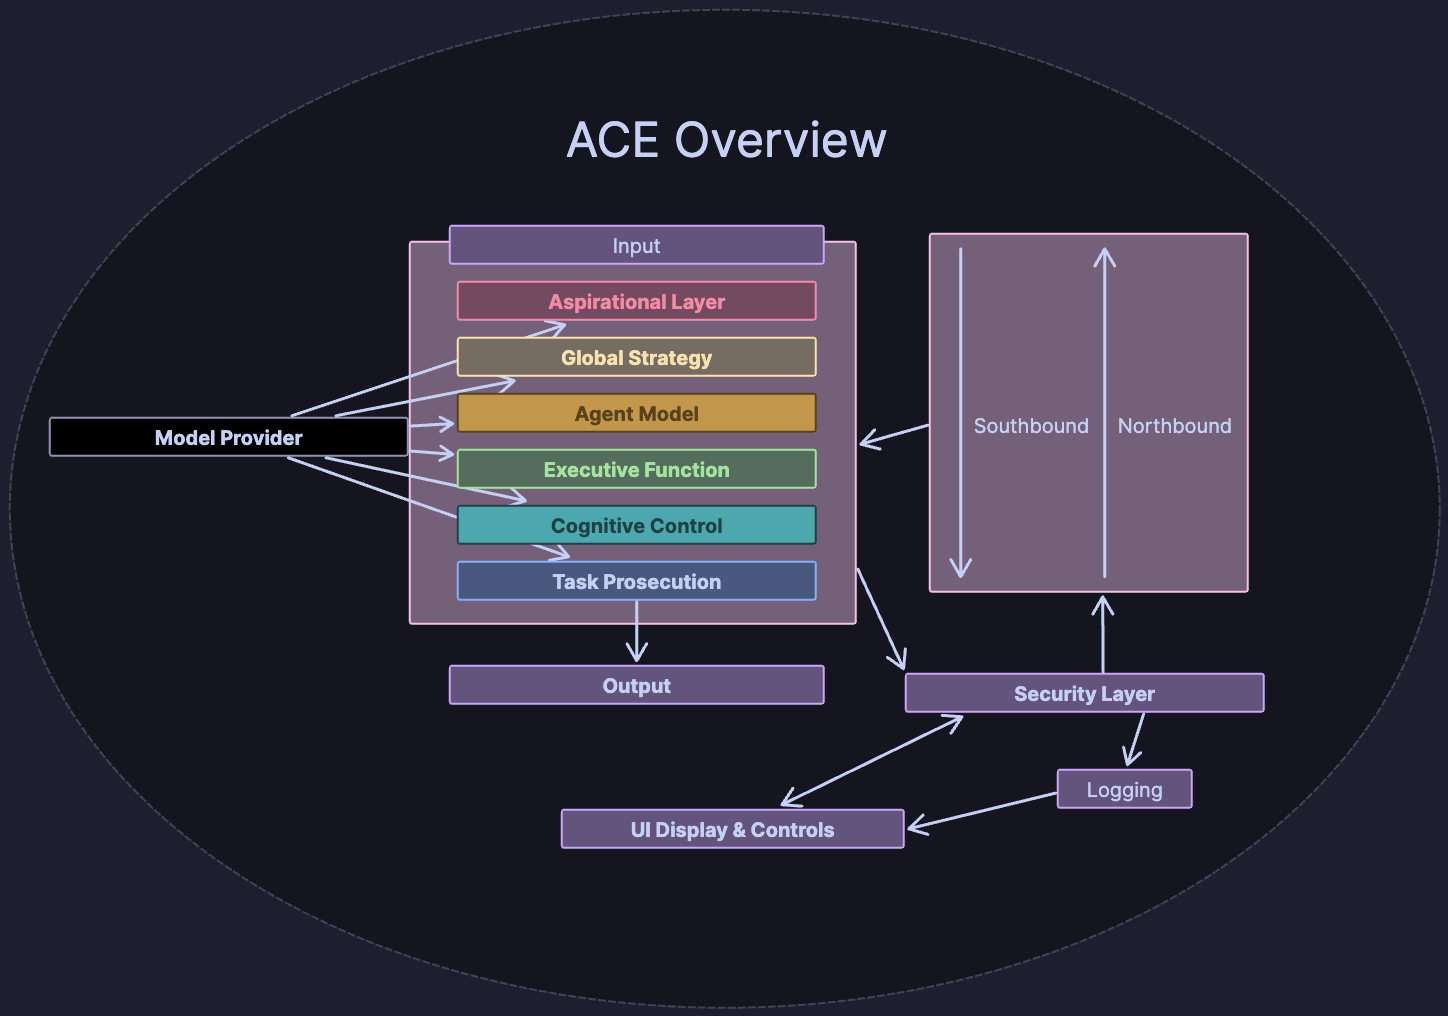 ACE Overview
Input
Aspirational Layer
Global Strategy
Agent Model
Executive Function
Cognitive Control
Task Prosecution
Model Provider
Output
Southbound
Northbound
Security Layer
Logging
UI Display & Controls